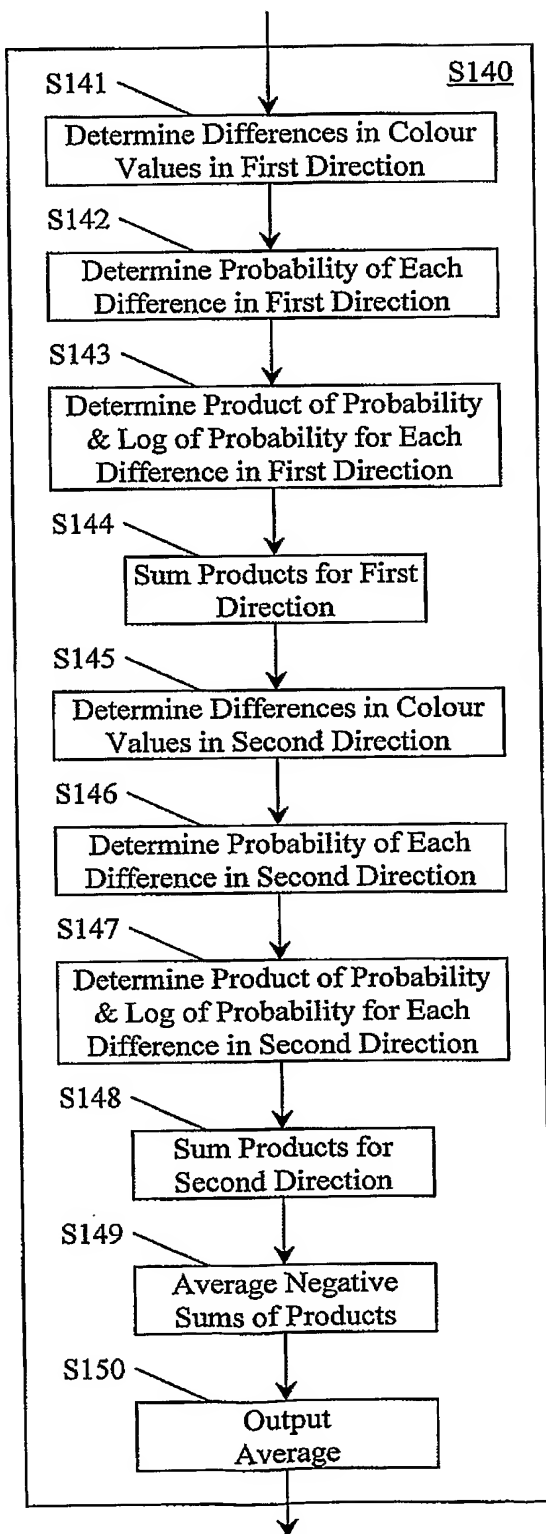 S140
S141
Determine Differences in Colour
Values in First Direction
S142
Determine Probability of Each
Difference in First Direction
S143
Determine Product of Probability
& Log of Probability for Each
Difference in First Direction
S144
Sum Products for First
Direction
S145
Determine Differences in Colour
Values in Second Direction
S146
Determine Probability of Each
Difference in Second Direction
S147
Determine Product of Probability
& Log of Probability for Each
Difference in Second Direction
S148
Sum Products for
Second Direction
S149
Average Negative
Sums of Products
S150
Output
Average